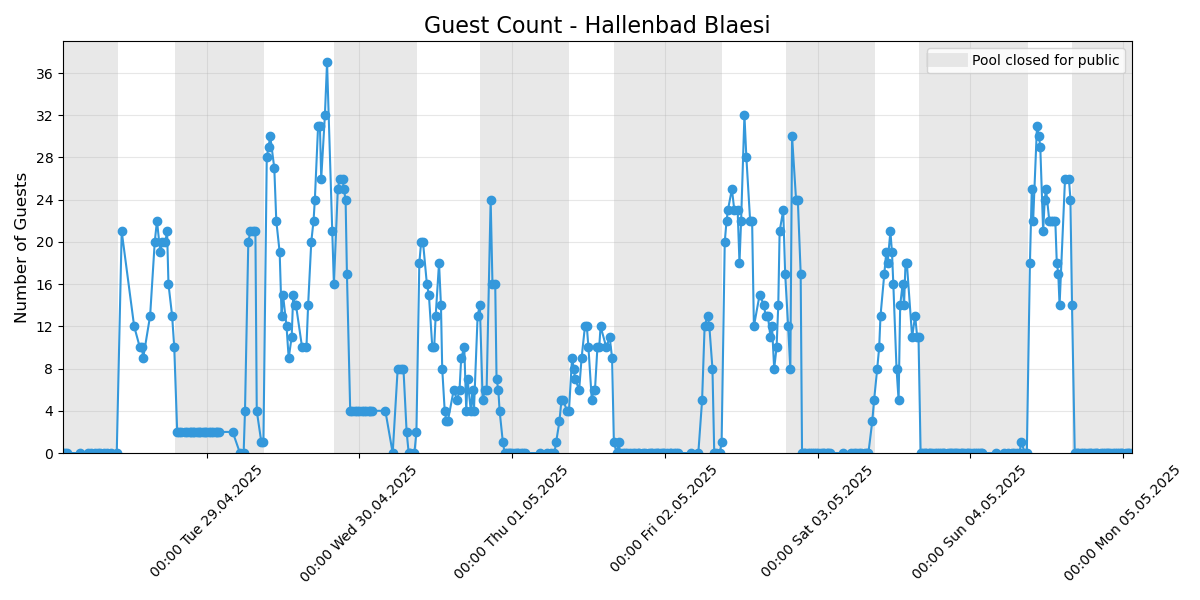 Guest Count - Hallenbad Blaesi
Pool closed for public
Number of Guests
36
32
28
24
20
16
12
8
4
0
00:00 Tue 29.04.2025
00:00 Wed 30.04.2025
00:00 Thu 01.05.2025
00:00 Fri 02.05.2025
00:00 Sat 03.05.2025
00:00 Sun 04.05.2025
00:00 Mon 05.05.2025